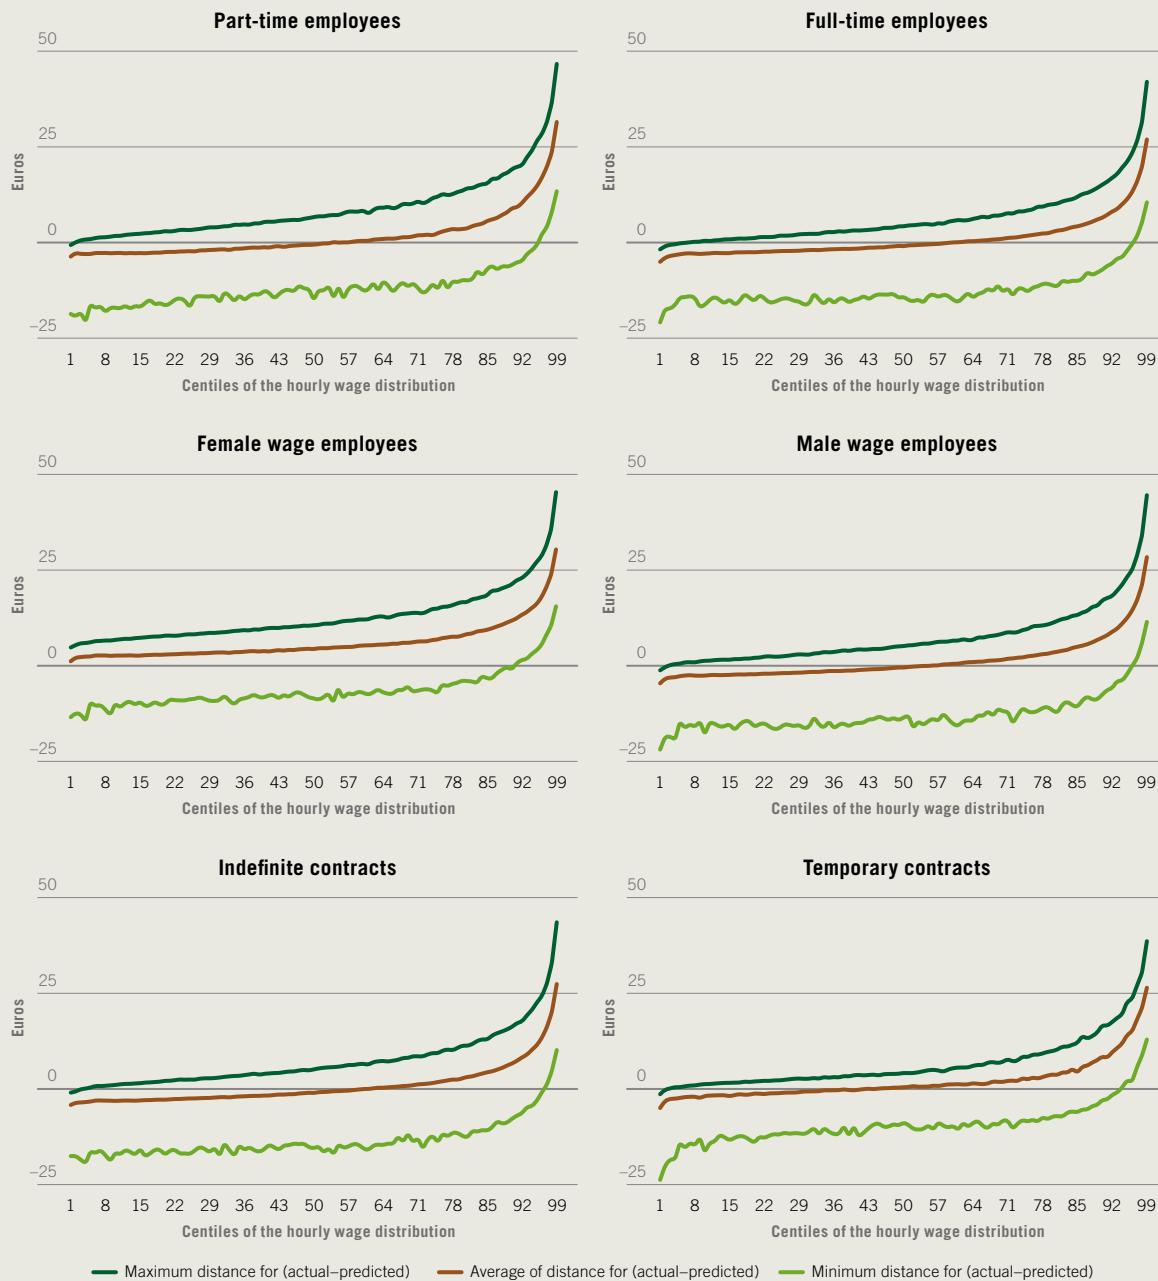 Part-time employees
50
25
0
–25
Euros
1 8 15 22 29 36 43 50 57 64 71 78 85 92 99
Centiles of the hourly wage distribution
Full-time employees
50
25
0
–25
Euros
1 8 15 22 29 36 43 50 57 64 71 78 85 92 99
Centiles of the hourly wage distribution
Female wage employees
50
25
0
–25
Euros
1 8 15 22 29 36 43 50 57 64 71 78 85 92 99
Centiles of the hourly wage distribution
Male wage employees
50
25
0
–25
Euros
1 8 15 22 29 36 43 50 57 64 71 78 85 92 99
Centiles of the hourly wage distribution
Indefinite contracts
50
25
0
–25
Euros
1 8 15 22 29 36 43 50 57 64 71 78 85 92 99
Centiles of the hourly wage distribution
Temporary contracts
50
25
0
–25
Euros
1 8 15 22 29 36 43 50 57 64 71 78 85 92 99
Centiles of the hourly wage distribution
Maximum distance for (actual–predicted) Average of distance for (actual–predicted) Minimum distance for (actual–predicted)